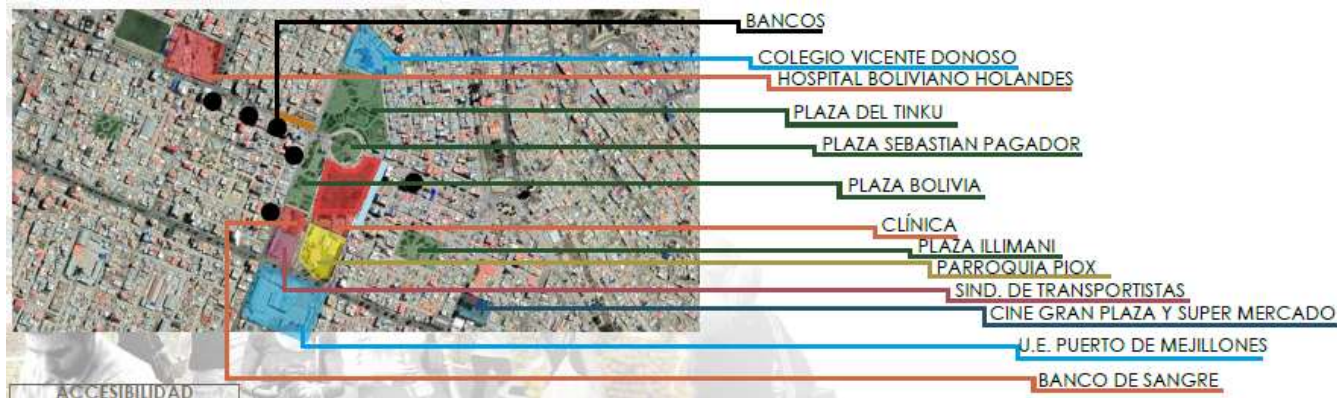 BANCOS
COLEGIO VICENTE DONOSO
HOSPITAL BOLIVIANO HOLANDES
PLAZA DEL TINKU
PLAZA SEBASTIAN PAGADOR
PLAZA BOLIVIA
CLÍNICA
PLAZA ILLIMANI
PARROQUIA PIOX
SIND. DE TRANSPORTISTAS
CINE GRAN PLAZA Y SUPER MERCADO
U.E. PUERTO DE MEJILLONES
BANCO DE SANGRE
ACCESIBILIDAD